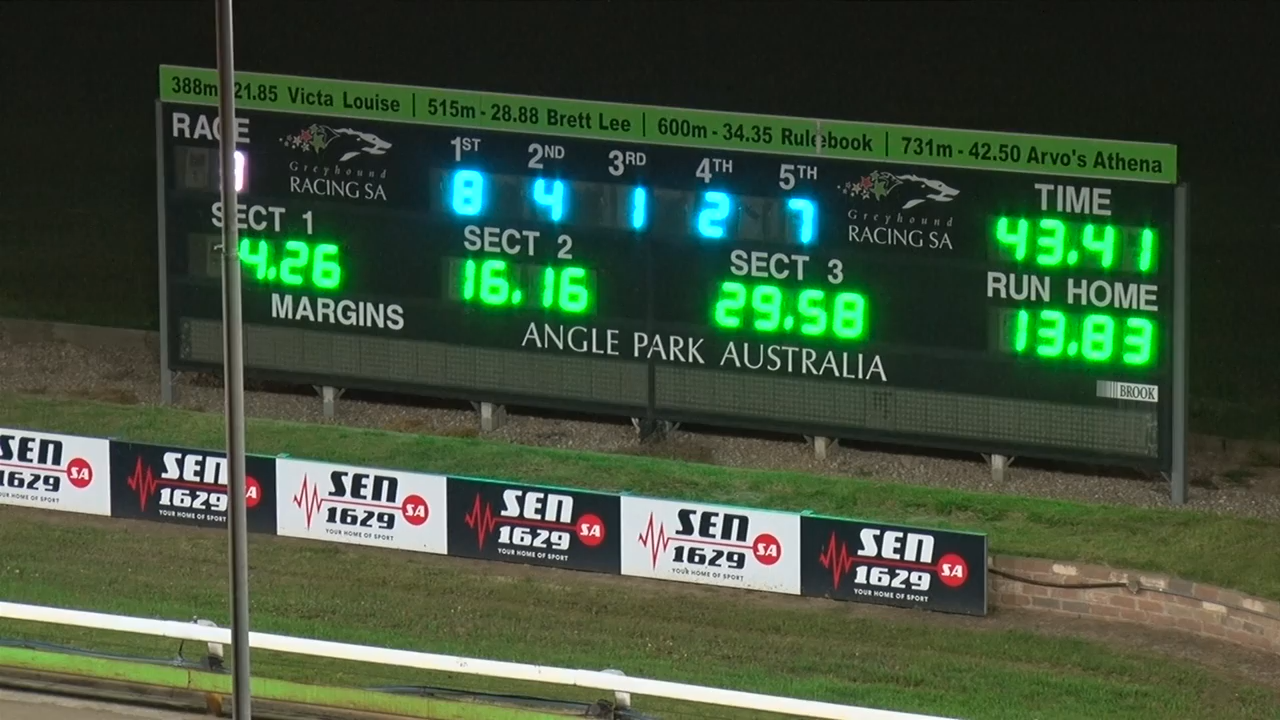 388m 21.85 Victa Louise | 515m - 28.88 Brett Lee | 600m - 34.35 Rulebook | 731m - 42.50 Arvo's Athena
RACE
Greyhound
RACING SA
1ST 2ND 3RD 4TH 5TH
8 4 1 2 7
Greyhound
RACING SA
TIME
43.41
SECT 1
4.26
SECT 2
16.16
SECT 3
29.58
RUN HOME
13.83
MARGINS
ANGLE PARK AUSTRALIA
BROOK
SEN
1629
SA
YOUR HOME OF SPORT
SEN
1629
SA
YOUR HOME OF SPORT
SEN
1629
SA
YOUR HOME OF SPORT
SEN
1629
SA
YOUR HOME OF SPORT
SEN
1629
SA
YOUR HOME OF SPORT
SEN
1629
SA
YOUR HOME OF SPORT